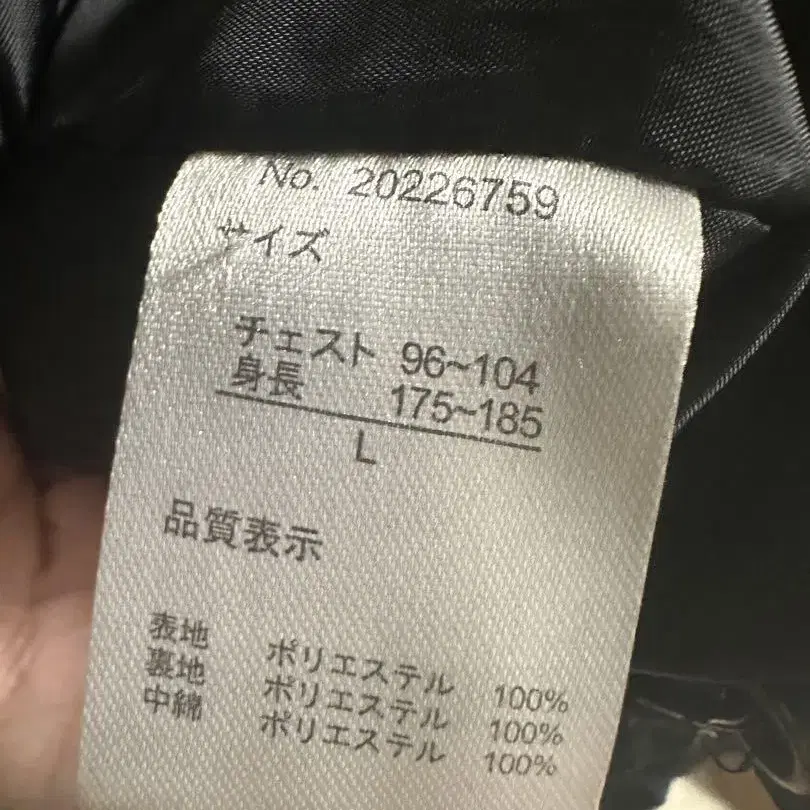 No. 20226759
サイズ
チェスト 96~104
身長 175~185
L
品質表示
表地 ポリエステル 100%
裏地 ポリエステル 100%
中綿 ポリエステル 100%